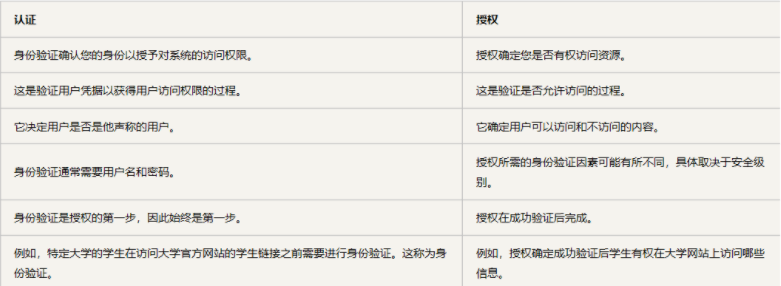 认证
授权
身份验证确认您的身份以授予对系统的访问权限。
授权确定您是否有权访问资源。
这是验证用户凭据以获得用户访问权限的过程。
这是验证是否允许访问的过程。
它决定用户是否是他声称的用户。
它确定用户可以访问和不访问的内容。
身份验证通常需要用户名和密码。
授权所需的身份验证因素可能有所不同，具体取决于安全级
别。
身份验证是授权的第一步，因此始终是第一步。
授权在成功验证后完成。
例如，特定大学的学生在访问大学官方网站的学生链接之前需要进行身份验证。这称为身
份验证。
例如，授权确定成功验证后学生有权在大学网站上访问哪些
信息。